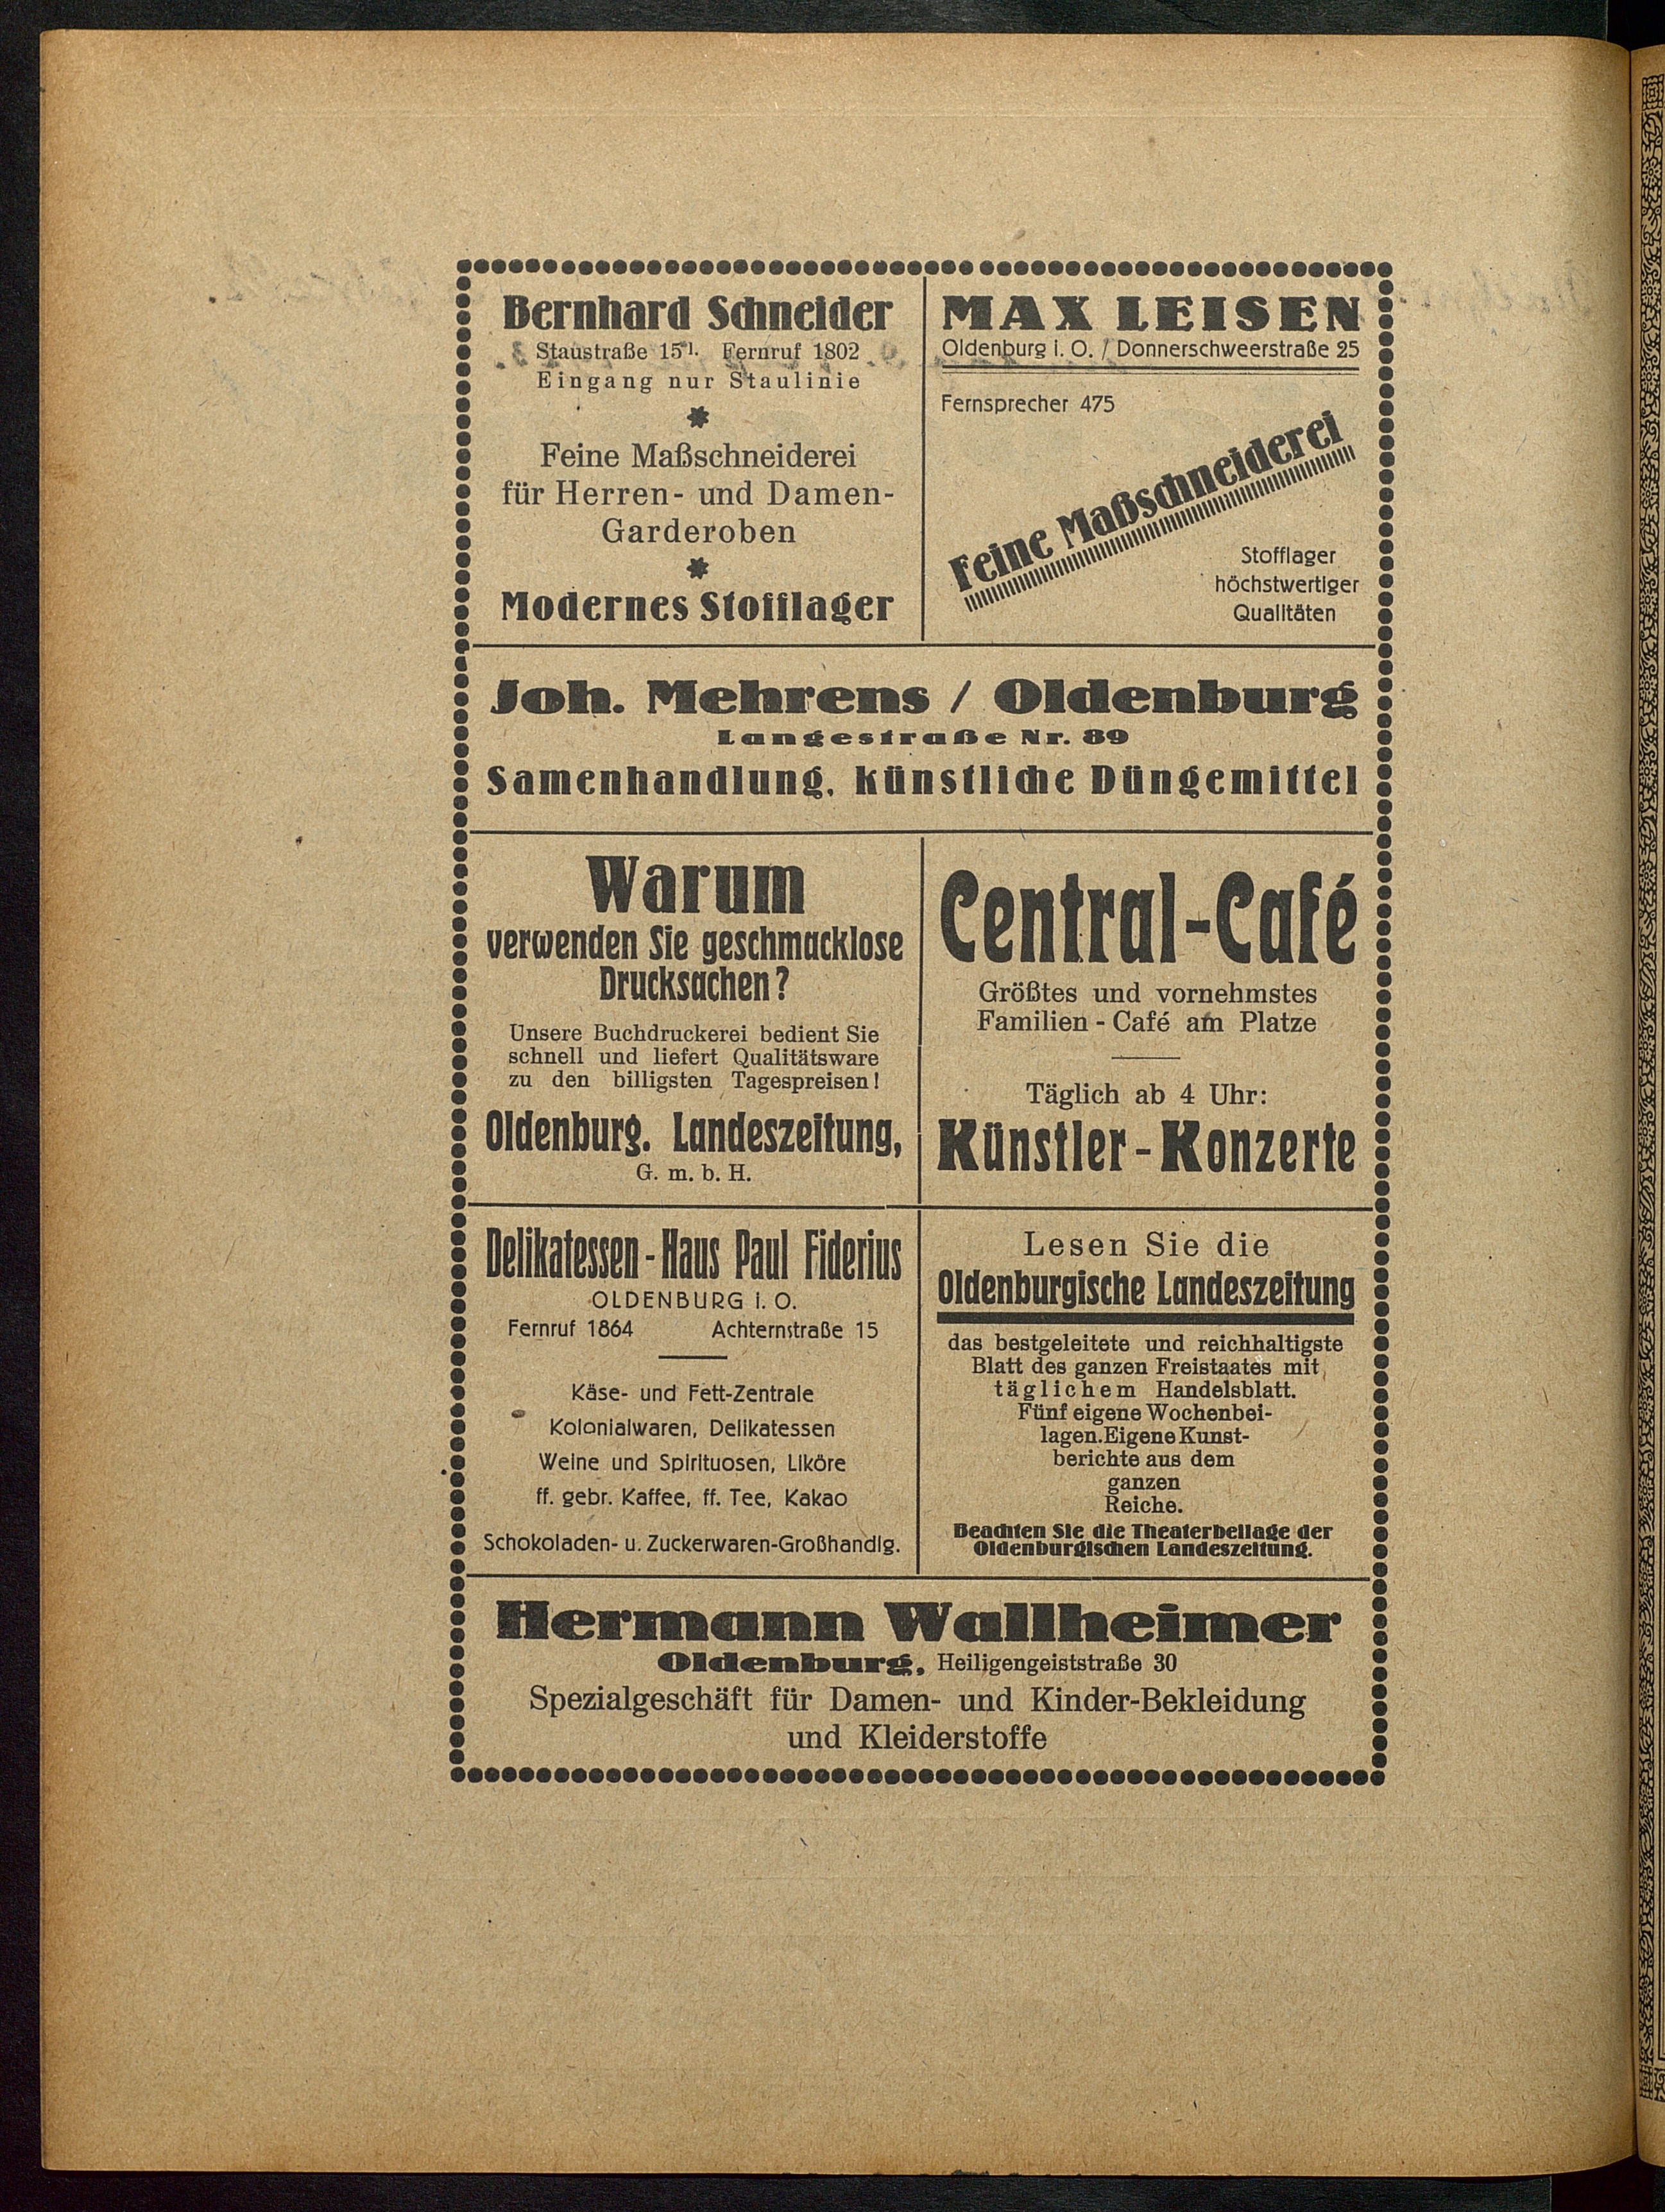 Bernhard Schneider
Staustraße 15 I. Fernruf 1802
Eingang nur Staulinie
Feine Maßschneiderei
für Herren- und Damen-
Garderoben
Modernes Stofflager
MAX LEISEN
Oldenburg i. O. / Donnerschweerstraße 25
Fernsprecher 475
Feine Maßschneiderei
Stofflager
höchstwertiger
Qualitäten
Joh. Mehrens / Oldenburg
Langestraße Nr. 89
Samenhandlung, künstliche Düngemittel
Warum
verwenden Sie geschmacklose
Drucksachen?
Unsere Buchdruckerei bedient Sie
schnell und liefert Qualitätsware
zu den billigsten Tagespreisen!
Oldenburg. Landeszeitung,
G. m. b. H.
Central-Café
Größtes und vornehmstes
Familien-Café am Platze
Täglich ab 4 Uhr:
Künstler-Konzerte
Delikatessen-Haus Paul Fiderius
OLDENBURG i. O.
Fernruf 1864 Achternstraße 15
Käse- und Fett-Zentrale
Kolonialwaren, Delikatessen
Weine und Spirituosen, Liköre
ff. gebr. Kaffee, ff. Tee, Kakao
Schokoladen- u. Zuckerwaren-Großhandlg.
Lesen Sie die
Oldenburgische Landeszeitung
das bestgeleitete und reichhaltigste
Blatt des ganzen Freistaates mit
täglichem Handelsblatt.
Fünf eigene Wochenbei-
lagen. Eigene Kunst-
berichte aus dem
ganzen
Reiche.
Beachten Sie die Theaterbeilage der
Oldenburgischen Landeszeitung.
Hermann Wallheimer
Oldenburg, Heiligengeiststraße 30
Spezialgeschäft für Damen- und Kinder-Bekleidung
und Kleiderstoffe